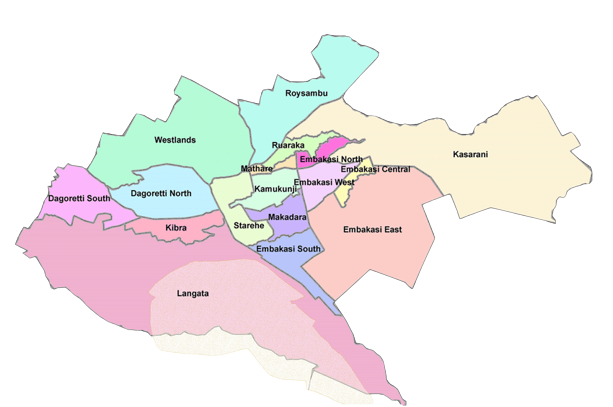 Roysambu
Westlands
Ruaraka
Kasarani
Embakasi North
Mathare
Embakasi Central
Embakasi West
Kamukunji
Dagoretti North
Dagoretti South
Makadara
Starehe
Kibra
Embakasi East
Embakasi South
Langata